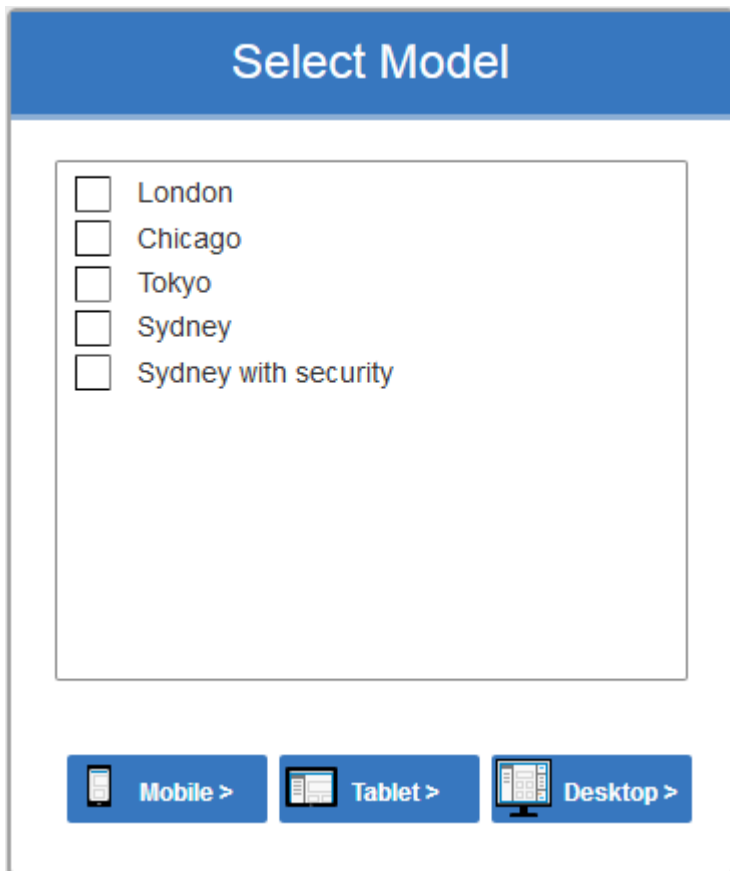 Select Model
London
Chicago
Tokyo
Sydney
Sydney with security
Mobile > Tablet > Desktop >